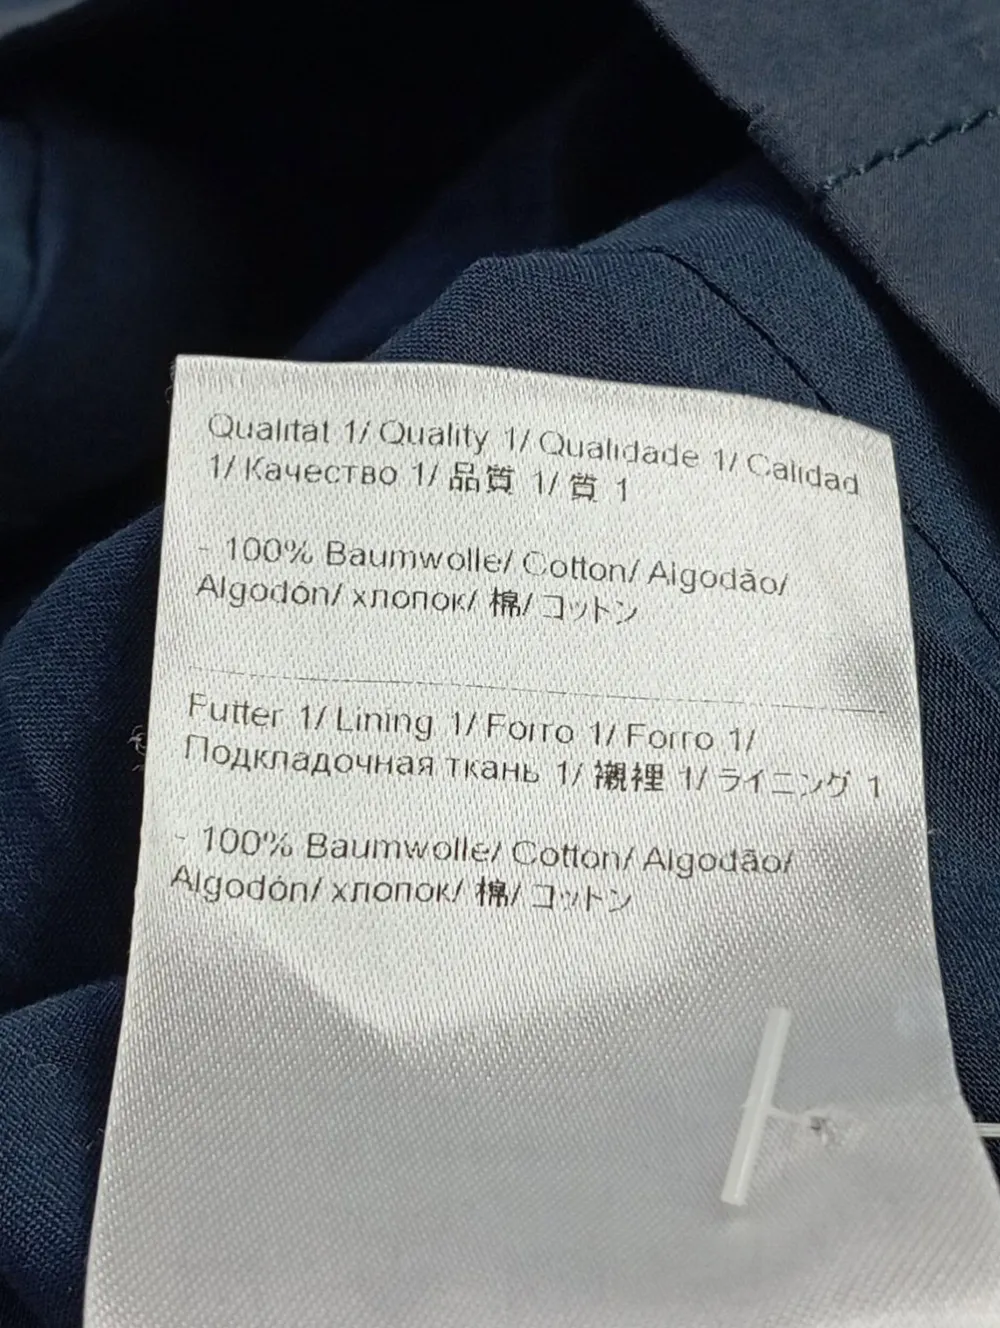 Qualität 1/ Quality 1/ Qualidade 1/ Calidad
1/ Качество 1/ 品質 1/ 質 1
- 100% Baumwolle/ Cotton/ Algodão/
Algodón/ хлопок/ 棉/ コットン
Futter 1/ Lining 1/ Forro 1/ Forro 1/
Подкладочная ткань 1/ 襯裡 1/ ライニング 1
- 100% Baumwolle/ Cotton/ Algodão/
Algodón/ хлопок/ 棉/ コットン